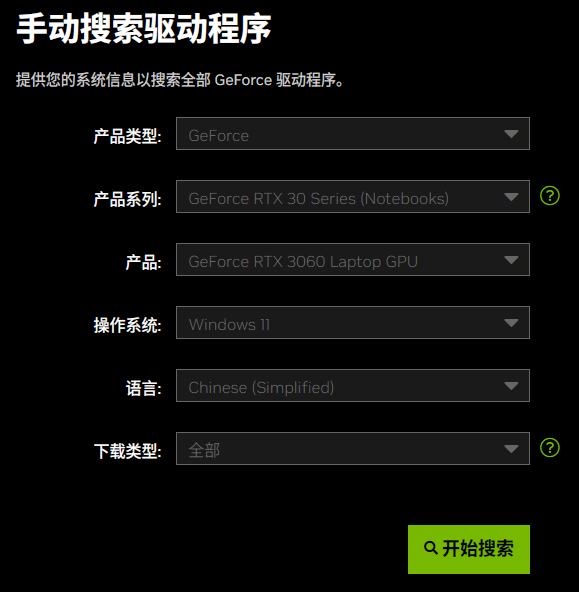 手动搜索驱动程序
提供您的系统信息以搜索全部 GeForce 驱动程序。
产品类型: GeForce
产品系列: GeForce RTX 30 Series (Notebooks) ?
产品: GeForce RTX 3060 Laptop GPU
操作系统: Windows 11
语言: Chinese (Simplified)
下载类型: 全部 ?
开始搜索